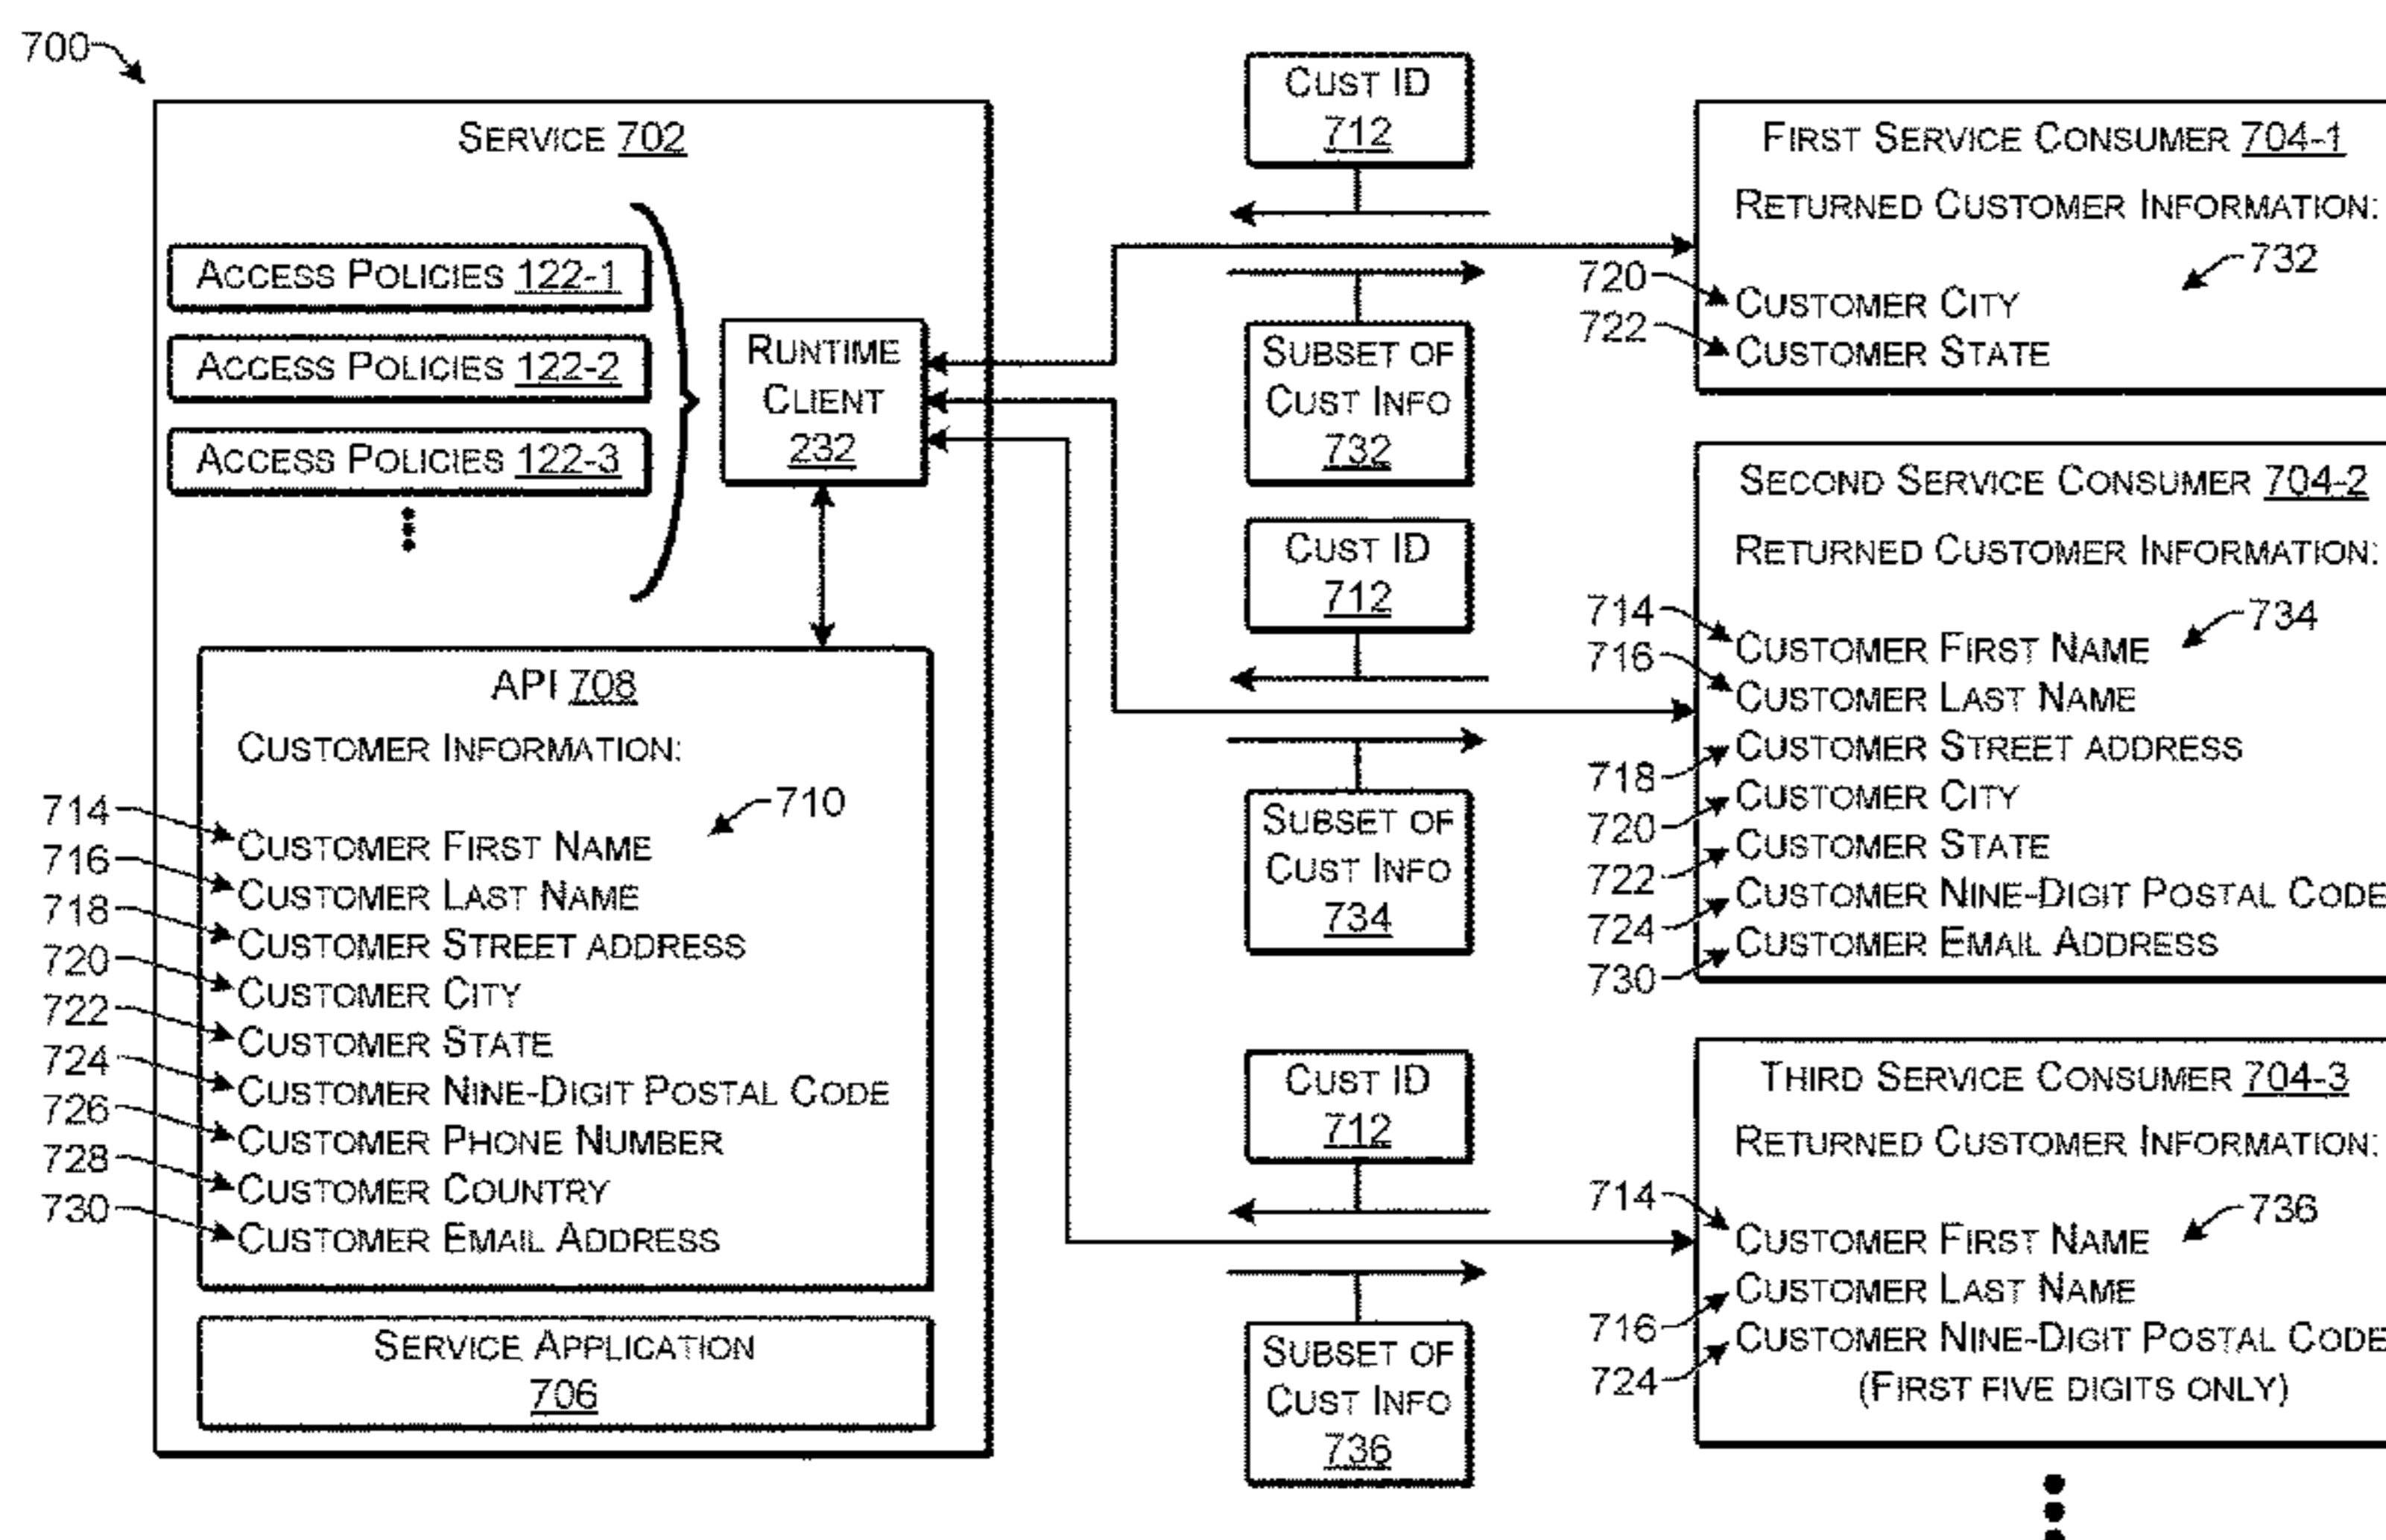 700
SERVICE 702
ACCESS POLICIES 122-1
ACCESS POLICIES 122-2
ACCESS POLICIES 122-3
RUNTIME
CLIENT
232
API 708
CUSTOMER INFORMATION:
710
714 CUSTOMER FIRST NAME
716 CUSTOMER LAST NAME
718 CUSTOMER STREET ADDRESS
720 CUSTOMER CITY
722 CUSTOMER STATE
724 CUSTOMER NINE-DIGIT POSTAL CODE
726 CUSTOMER PHONE NUMBER
728 CUSTOMER COUNTRY
730 CUSTOMER EMAIL ADDRESS
SERVICE APPLICATION
706
CUST ID
712
SUBSET OF
CUST INFO
732
CUST ID
712
SUBSET OF
CUST INFO
734
CUST ID
712
SUBSET OF
CUST INFO
736
FIRST SERVICE CONSUMER 704-1
RETURNED CUSTOMER INFORMATION:
732
720 CUSTOMER CITY
722 CUSTOMER STATE
SECOND SERVICE CONSUMER 704-2
RETURNED CUSTOMER INFORMATION:
734
714 CUSTOMER FIRST NAME
716 CUSTOMER LAST NAME
718 CUSTOMER STREET ADDRESS
720 CUSTOMER CITY
722 CUSTOMER STATE
724 CUSTOMER NINE-DIGIT POSTAL CODE
730 CUSTOMER EMAIL ADDRESS
THIRD SERVICE CONSUMER 704-3
RETURNED CUSTOMER INFORMATION:
736
714 CUSTOMER FIRST NAME
716 CUSTOMER LAST NAME
724 CUSTOMER NINE-DIGIT POSTAL CODE
(FIRST FIVE DIGITS ONLY)